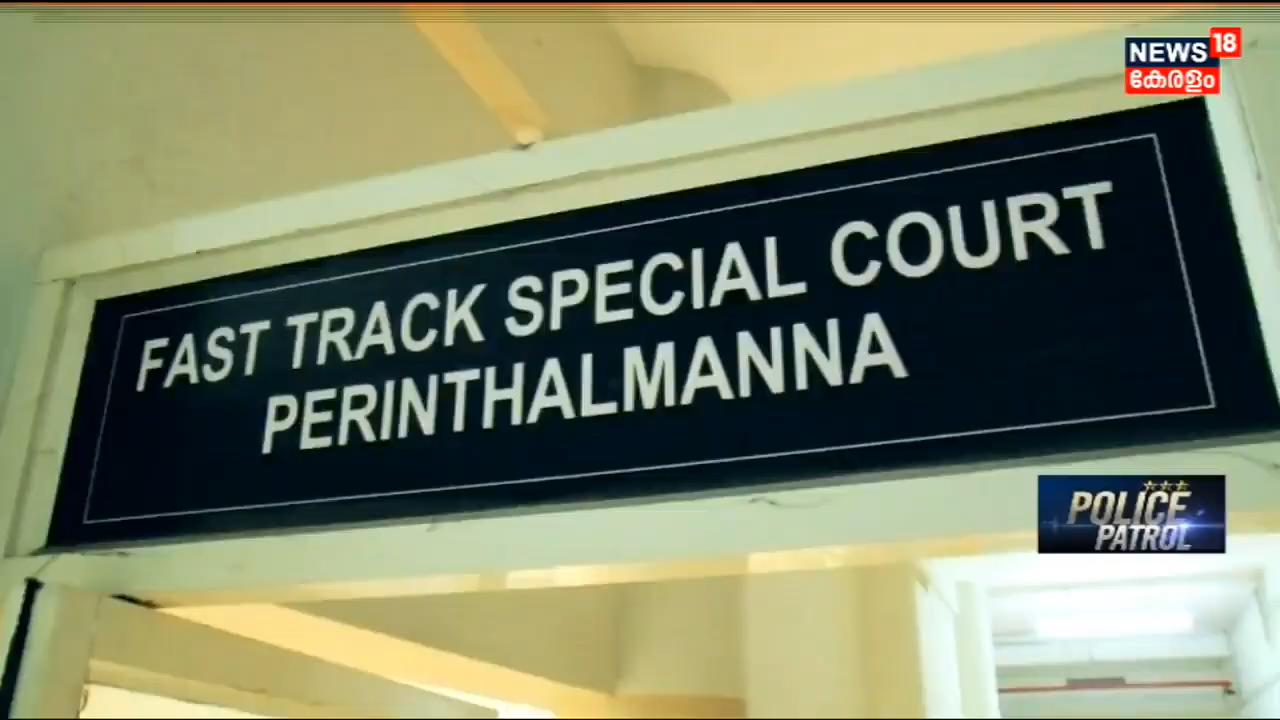 NEWS 18
കേരളം
FAST TRACK SPECIAL COURT
PERINTHALMANNA
POLICE
PATROL